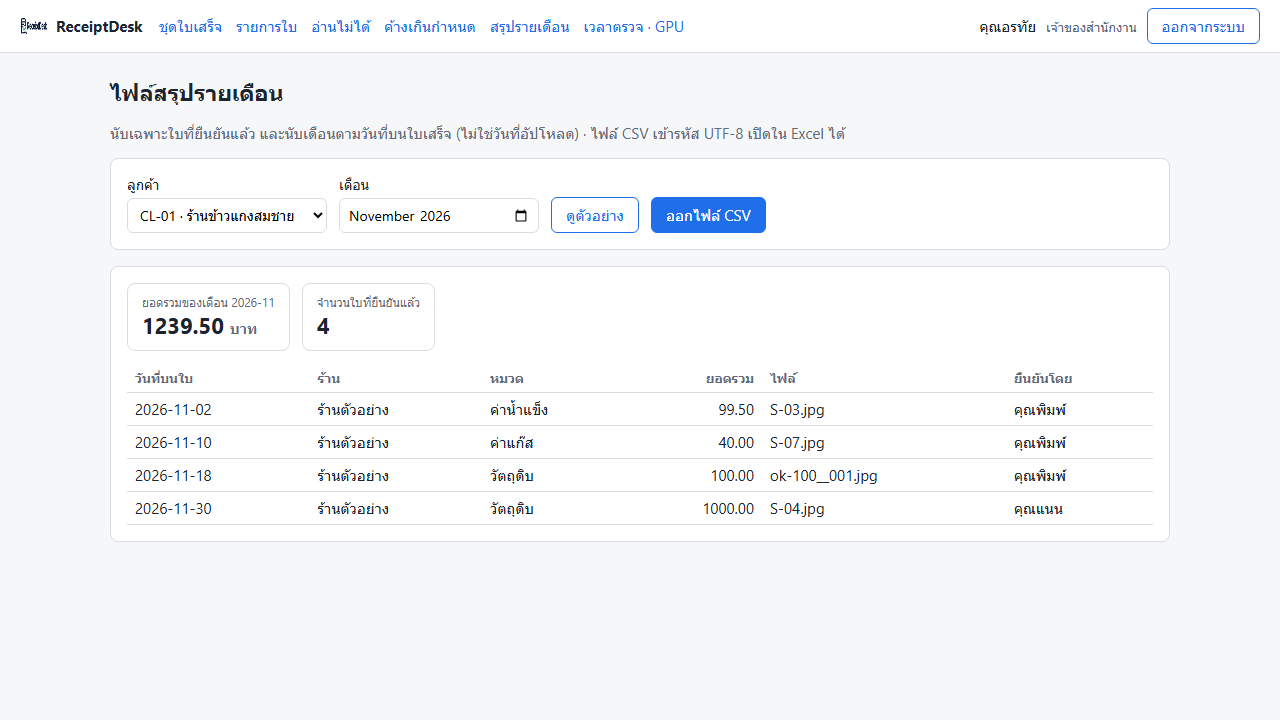 ReceiptDesk ชุดใบเสร็จ รายการใบ อ่านไม่ได้ ค้างเกินกำหนด สรุปรายเดือน เวลาตรวจ · GPU คุณอรทัย เจ้าของสำนักงาน ออกจากระบบ
ไฟล์สรุปรายเดือน
นับเฉพาะใบที่ยืนยันแล้ว และนับเดือนตามวันที่บนใบเสร็จ (ไม่ใช่วันที่อัปโหลด) · ไฟล์ CSV เข้ารหัส UTF-8 เปิดใน Excel ได้
ลูกค้า เดือน
CL-01 · ร้านข้าวแกงสมชาย November 2026 ดูตัวอย่าง ออกไฟล์ CSV
ยอดรวมของเดือน 2026-11 จำนวนใบที่ยืนยันแล้ว
1239.50 บาท 4
วันที่บนใบ ร้าน หมวด ยอดรวม ไฟล์ ยืนยันโดย
2026-11-02 ร้านตัวอย่าง ค่าน้ำแข็ง 99.50 S-03.jpg คุณพิมพ์
2026-11-10 ร้านตัวอย่าง ค่าแก๊ส 40.00 S-07.jpg คุณพิมพ์
2026-11-18 ร้านตัวอย่าง วัตถุดิบ 100.00 ok-100__001.jpg คุณพิมพ์
2026-11-30 ร้านตัวอย่าง วัตถุดิบ 1000.00 S-04.jpg คุณแนน